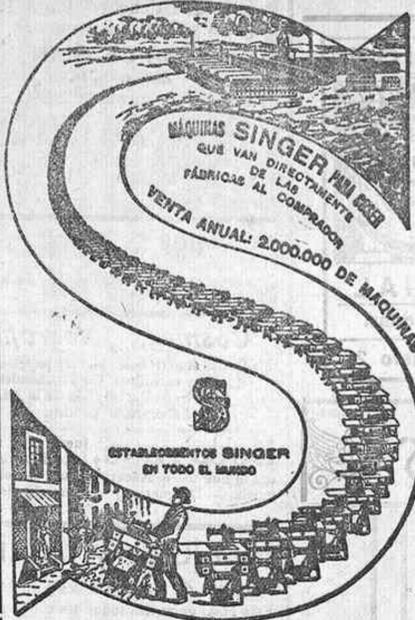 MÁQUINAS SINGER PARA COSER
QUE VAN DIRECTAMENTE
DE LAS
FÁBRICAS AL COMPRADOR
VENTA ANUAL: 2.000.000 DE MAQUINAS
S
ESTABLECIMIENTOS SINGER
EN TODO EL MUNDO